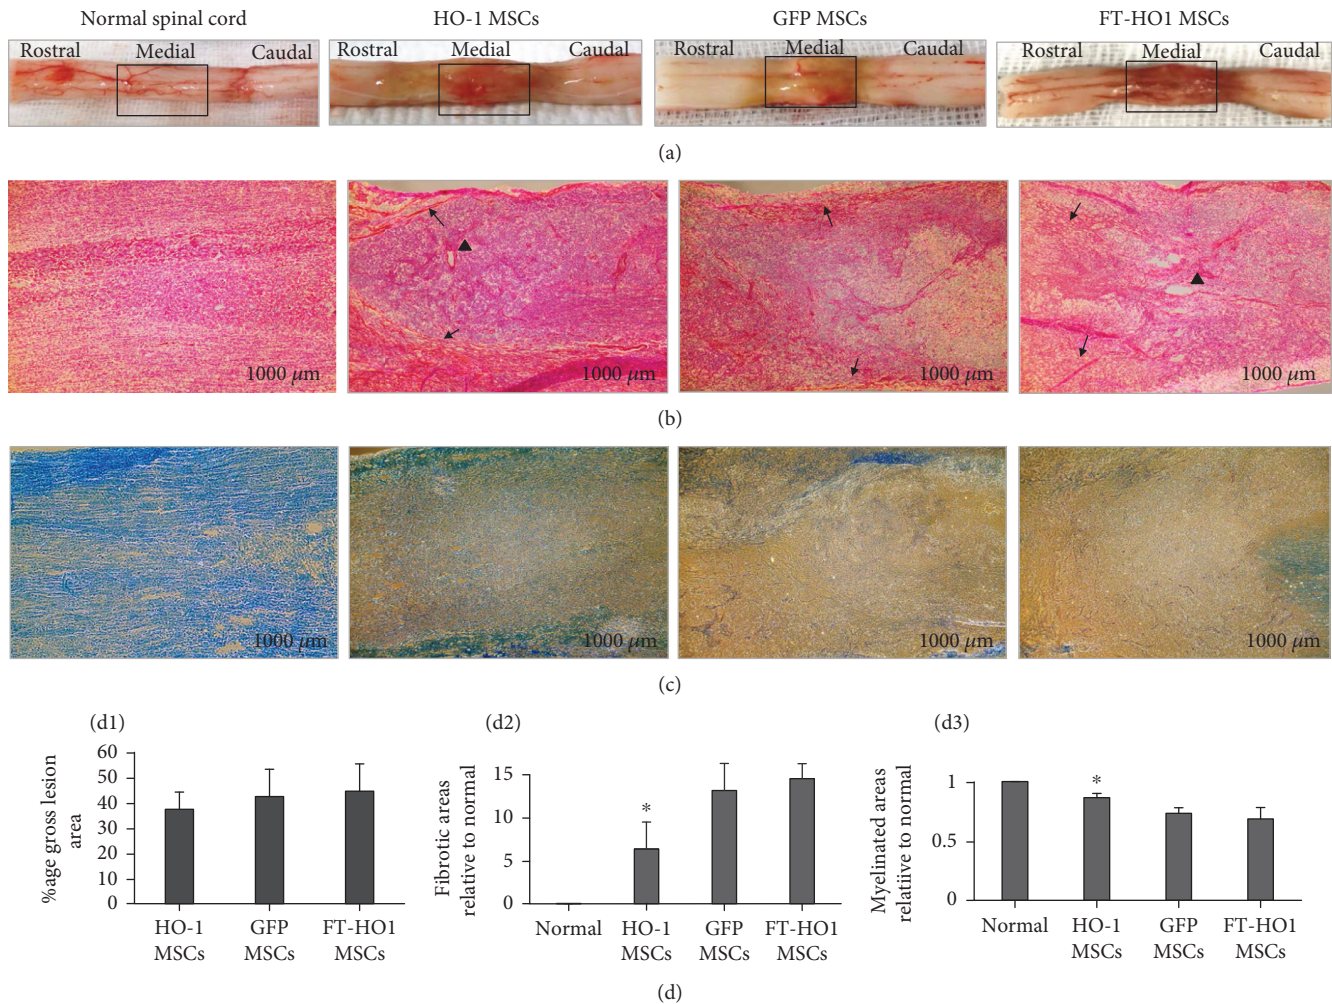 Normal spinal cord
HO-1 MSCs
GFP MSCs
FT-HO1 MSCs
Rostral Medial Caudal
Rostral Medial Caudal
Rostral Medial Caudal
Rostral Medial Caudal
(a)
1000 μm
1000 μm
1000 μm
1000 μm
(b)
1000 μm
1000 μm
1000 μm
1000 μm
(c)
(d1)
%age gross lesion
area
60
50
40
30
20
10
0
HO-1
MSCs
GFP
MSCs
FT-HO1
MSCs
(d2)
Fibrotic areas
relative to normal
15
10
5
0
*
Normal
HO-1
MSCs
GFP
MSCs
FT-HO1
MSCs
(d3)
Myelinated areas
relatiive to normal
1
0.5
0
*
Normal
HO-1
MSCs
GFP
MSCs
FT-HO1
MSCs
(d)